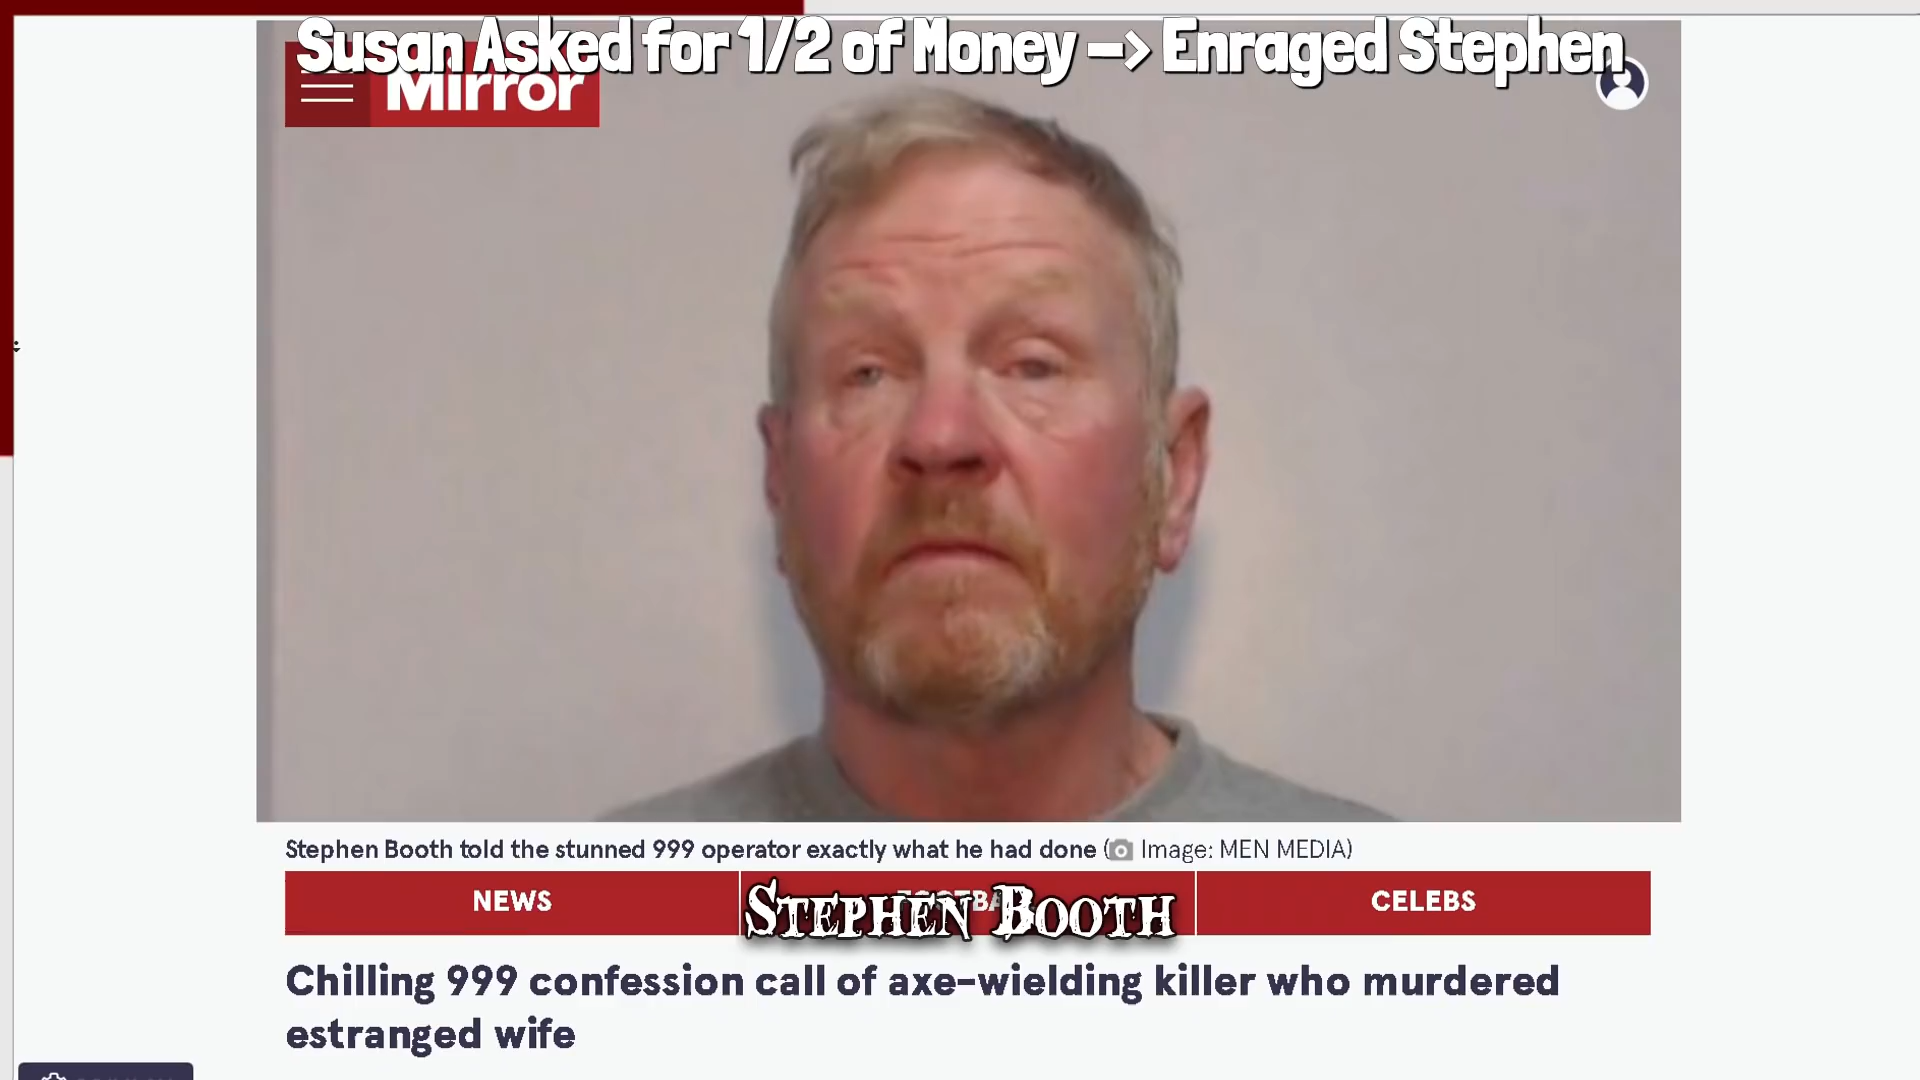 Susan Asked for 1/2 of Money —> Enraged Stephen
Mirror
Stephen Booth told the stunned 999 operator exactly what he had done (Image: MEN MEDIA)
NEWS
CELEBS
Stephen Booth
Chilling 999 confession call of axe-wielding killer who murdered
estranged wife